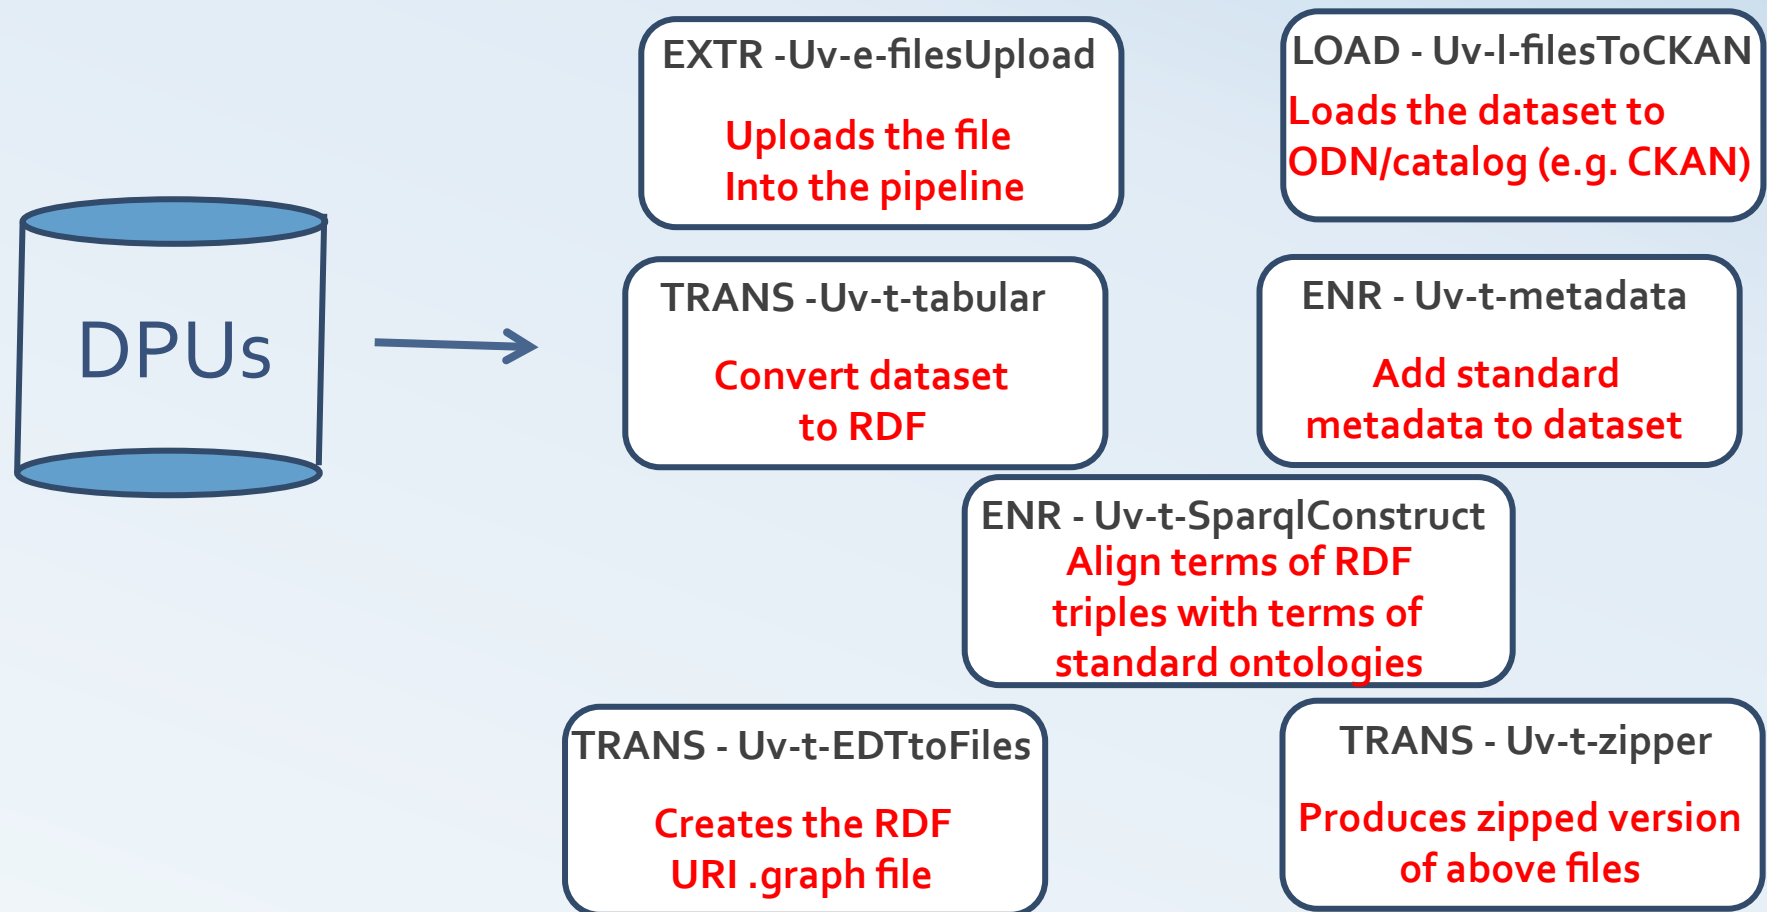 DPUs
EXTR -Uv-e-filesUpload
Uploads the file
Into the pipeline
LOAD - Uv-l-filesToCKAN
Loads the dataset to
ODN/catalog (e.g. CKAN)
TRANS -Uv-t-tabular
Convert dataset
to RDF
ENR - Uv-t-metadata
Add standard
metadata to dataset
ENR - Uv-t-SparqlConstruct
Align terms of RDF
triples with terms of
standard ontologies
TRANS - Uv-t-EDTtoFiles
Creates the RDF
URI .graph file
TRANS - Uv-t-zipper
Produces zipped version
of above files